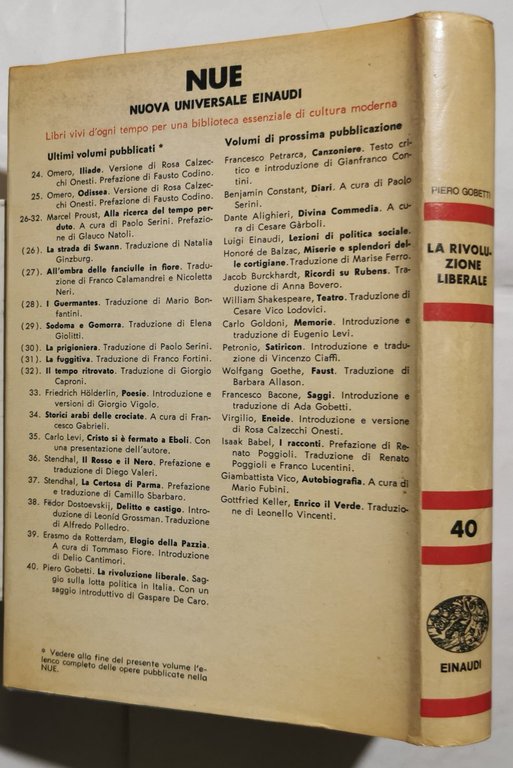 NUE
NUOVA UNIVERSALE EINAUDI
Libri vivi d'ogni tempo per una biblioteca essenziale di cultura moderna
Ultimi volumi pubblicati *
24. Omero, Iliade. Versione di Rosa Calzec-
chi Onesti. Prefazione di Fausto Codino.
25. Omero, Odissea. Versione di Rosa Calzec-
chi Onesti. Prefazione di Fausto Codino.
26-32. Marcel Proust, Alla ricerca del tempo per-
duto. A cura di Paolo Serini. Prefazio-
ne di Glauco Natoli.
(26). La strada di Swann. Traduzione di Natalia
Ginzburg.
(27). All'ombra delle fanciulle in fiore. Tradu-
zione di Franco Calamandrei e Nicoletta
Neri.
(28). I Guermantes. Traduzione di Mario Bon-
fantini.
(29). Sodoma e Gomorra. Traduzione di Elena
Giolitti.
(30). La prigioniera. Traduzione di Paolo Serini.
(31). La fuggitiva. Traduzione di Franco Fortini.
(32). Il tempo ritrovato. Traduzione di Giorgio
Caproni.
33. Friedrich Hölderlin, Poesie. Introduzione e
versioni di Giorgio Vigolo.
34. Storici arabi delle crociate. A cura di Fran-
cesco Gabrieli.
35. Carlo Levi, Cristo si è fermato a Eboli. Con
una presentazione dell'autore.
36. Stendhal, Il Rosso e il Nero. Prefazione e
traduzione di Diego Valeri.
37. Stendhal, La Certosa di Parma. Prefazione
e traduzione di Camillo Sbarbaro.
38. Fëdor Dostoevskij, Delitto e castigo. Intro-
duzione di Leonid Grossman. Traduzione
di Alfredo Polledro.
39. Erasmo da Rotterdam, Elogio della Pazzia.
A cura di Tommaso Fiore. Introduzione
di Delio Cantimori.
40. Piero Gobetti. La rivoluzione liberale. Sag-
gio sulla lotta politica in Italia. Con un
saggio introduttivo di Gaspare De Caro.
* Vedere alla fine del presente volume l'e-
lenco completo delle opere pubblicate nella
NUE.
Volumi di prossima pubblicazione
Francesco Petrarca, Canzoniere. Testo cri-
tico e introduzione di Gianfranco Con-
tini.
Benjamin Constant, Diari. A cura di Paolo
Serini.
Dante Alighieri, Divina Commedia. A cu-
ra di Cesare Gàrboli.
Luigi Einaudi, Lezioni di politica sociale.
Honoré de Balzac, Miserie e splendori del-
le cortigiane. Traduzione di Marise Ferro.
Jacob Burckhardt, Ricordi su Rubens. Tra-
duzione di Anna Bovero.
William Shakespeare, Teatro. Traduzione di
Cesare Vico Lodovici.
Carlo Goldoni, Memorie. Introduzione e
traduzione di Eugenio Levi.
Petronio, Satiricon. Introduzione e tradu-
zione di Vincenzo Ciaffi.
Wolfgang Goethe, Faust. Traduzione di
Barbara Allason.
Francesco Bacone, Saggi. Introduzione e
traduzione di Ada Gobetti.
Virgilio, Eneide. Introduzione e versione
di Rosa Calzecchi Onesti.
Isaak Babel, I racconti. Prefazione di Re-
nato Poggioli. Traduzione di Renato
Poggioli e Franco Lucentini.
Giambattista Vico, Autobiografia. A cura di
Mario Fubini.
Gottfried Keller, Enrico il Verde. Traduzio-
ne di Leonello Vincenti.
PIERO GOBETTI
LA RIVOLU-
ZIONE
LIBERALE
40
EINAUDI